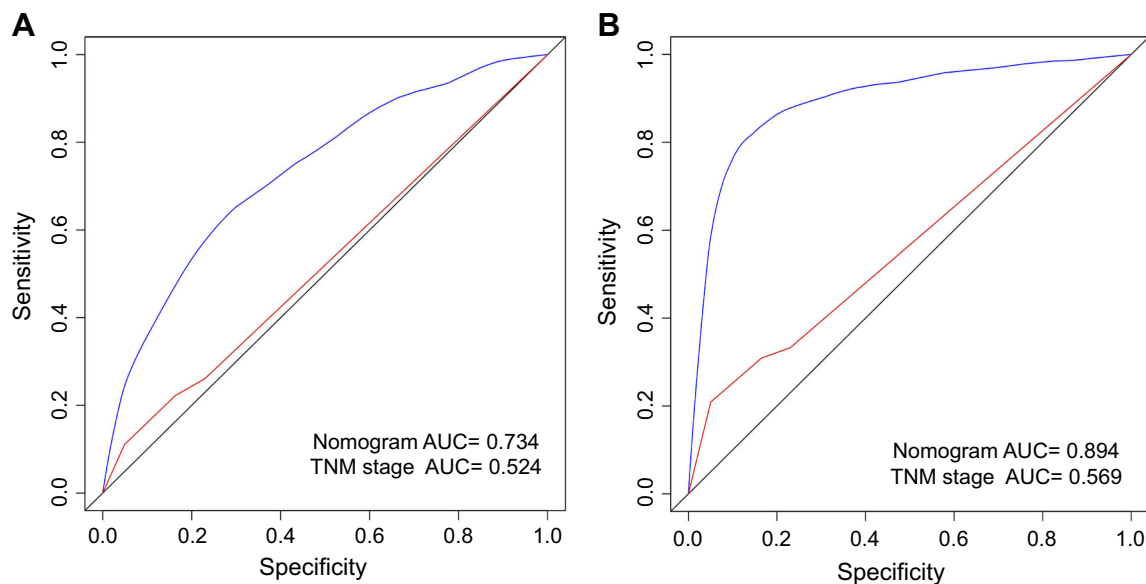 A
1.0
0.8
0.6
0.4
0.2
0.0
Sensitivity
Nomogram AUC= 0.734
TNM stage AUC= 0.524
0.0 0.2 0.4 0.6 0.8 1.0
Specificity
B
1.0
0.8
0.6
0.4
0.2
0.0
Sensitivity
Nomogram AUC= 0.894
TNM stage AUC= 0.569
0.0 0.2 0.4 0.6 0.8 1.0
Specificity